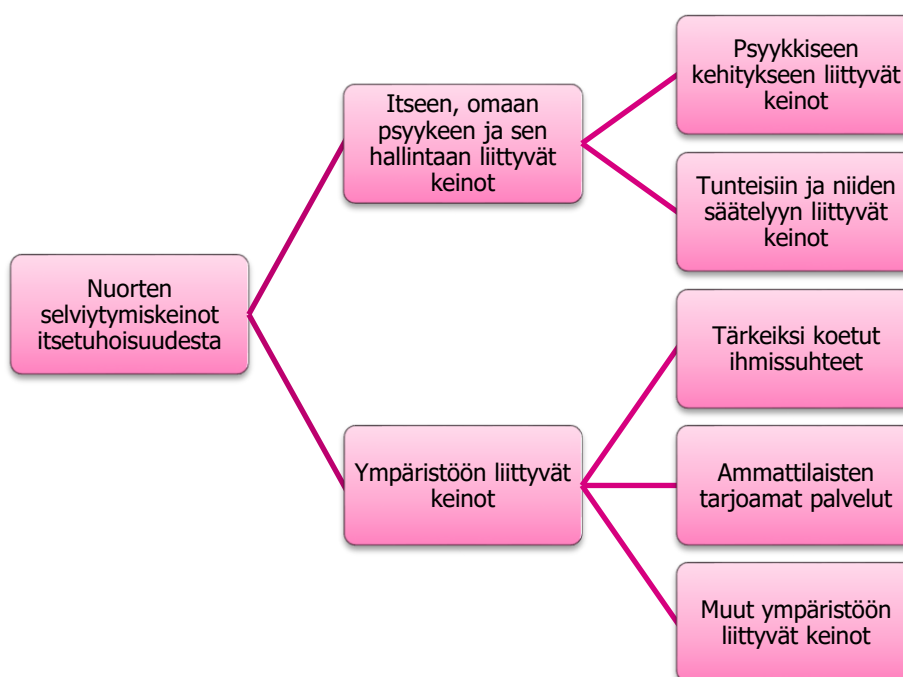 Nuorten
selviytymiskeinot
itsetuhoisuudesta
Itseen, omaan
psyykeen ja sen
hallintaan liittyvät
keinot
Psyykkiseen
kehitykseen liittyvät
keinot
Tunteisiin ja niiden
säätelyyn liittyvät
keinot
Ympäristöön liittyvät
keinot
Tärkeiksi koetut
ihmissuhteet
Ammattilaisten
tarjoamat palvelut
Muut ympäristöön
liittyvät keinot